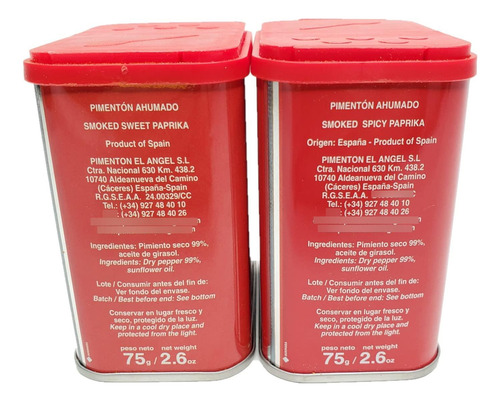 PIMENTÓN AHUMADO
SMOKED SWEET PAPRIKA
Product of Spain
PIMENTON EL ANGEL S.L
Ctra. Nacional 630 Km. 438.2
10740 Aldeanueva del Camino
(Cáceres) España-Spain
R.G.S.E.A.A. 24.00329/CC
Tel.: (+34) 927 48 40 10
: (+34) 927 48 40 26
Ingredientes: Pimiento seco 99%,
aceite de girasol.
Ingredients: Dry pepper 99%,
sunflower oil.
Lote / Consumir antes del fin de:
Ver fondo del envase.
Batch / Best before end: See bottom
Conservar en lugar fresco y
seco, protegido de la luz.
Keep in a cool dry place and
protected from the light.
peso neto net weight
75g / 2.6oz
PIMENTÓN AHUMADO
SMOKED SPICY PAPRIKA
Origen: España - Product of Spain
PIMENTON EL ANGEL S.L
Ctra. Nacional 630 Km. 438.2
10740 Aldeanueva del Camino
(Cáceres) España-Spain
R.G.S.E.A.A.
Tel.: (+34) 927 48 40 10
: (+34) 927 48 40 26
Ingredientes: Pimiento seco 99%,
aceite de girasol.
Ingredients: Dry pepper 99%,
sunflower oil.
Lote / Consumir antes del fin de:
Ver fondo del envase.
Batch / Best before end: See bottom
Conservar en lugar fresco y
seco, protegido de la luz.
Keep in a cool dry place and
protected from the light.
peso neto net weight
75g / 2.6oz